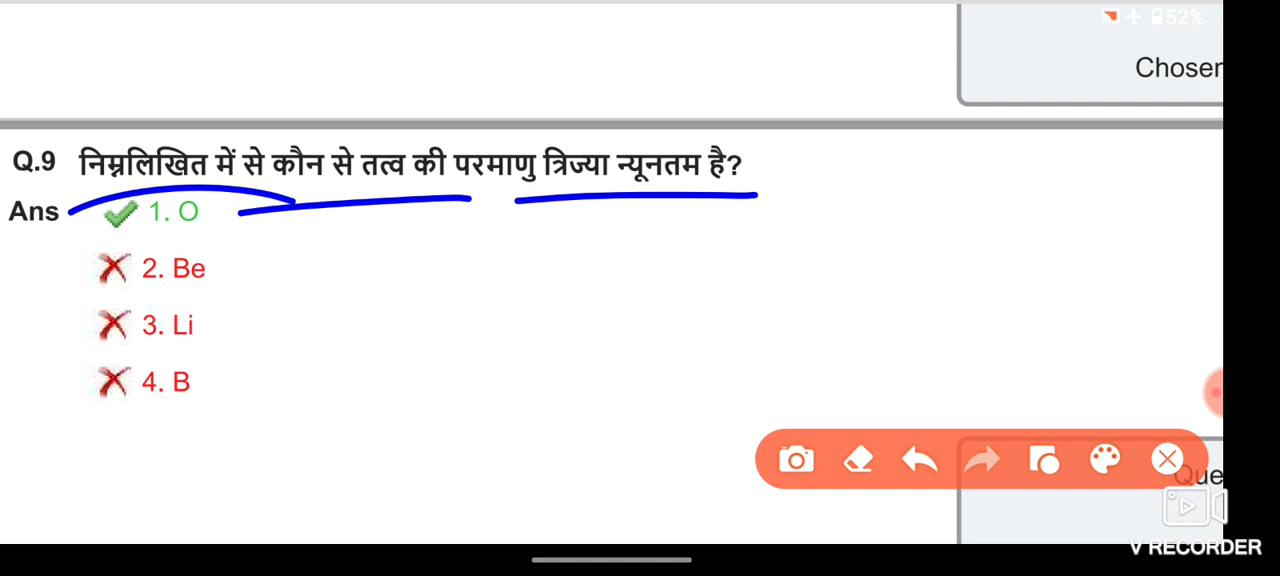 52%
Chosen
Q.9 निम्नलिखित में से कौन से तत्व की परमाणु त्रिज्या न्यूनतम है?
Ans 1. O
2. Be
3. Li
4. B
Que
V RECORDER